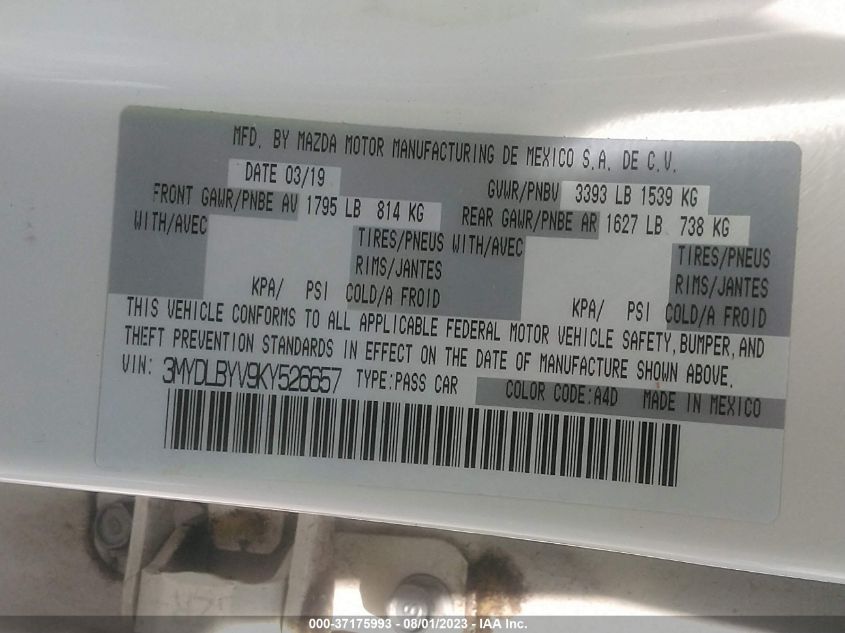 MFD. BY MAZDA MOTOR MANUFACTURING DE MEXICO S.A. DE C.V.
DATE 03/19 GVWR/PNBV 3393 LB 1539 KG
FRONT GAWR/PNBE AV 1795 LB 814 KG REAR GAWR/PNBE AR 1627 LB 738 KG
WITH/AVEC TIRES/PNEUS WITH/AVEC TIRES/PNEUS
RIMS/JANTES RIMS/JANTES
KPA/ PSI COLD/A FROID KPA/ PSI COLD/A FROID
THIS VEHICLE CONFORMS TO ALL APPLICABLE FEDERAL MOTOR VEHICLE SAFETY,BUMPER,AND
THEFT PREVENTION STANDARDS IN EFFECT ON THE DATE OF MANUFACTURE SHOWN ABOVE.
VIN: 3MYDLBYV9KY526657 TYPE:PASS CAR COLOR CODE:A4D MADE IN MEXICO
000-37175993 - 08/01/2023 - IAA Inc.